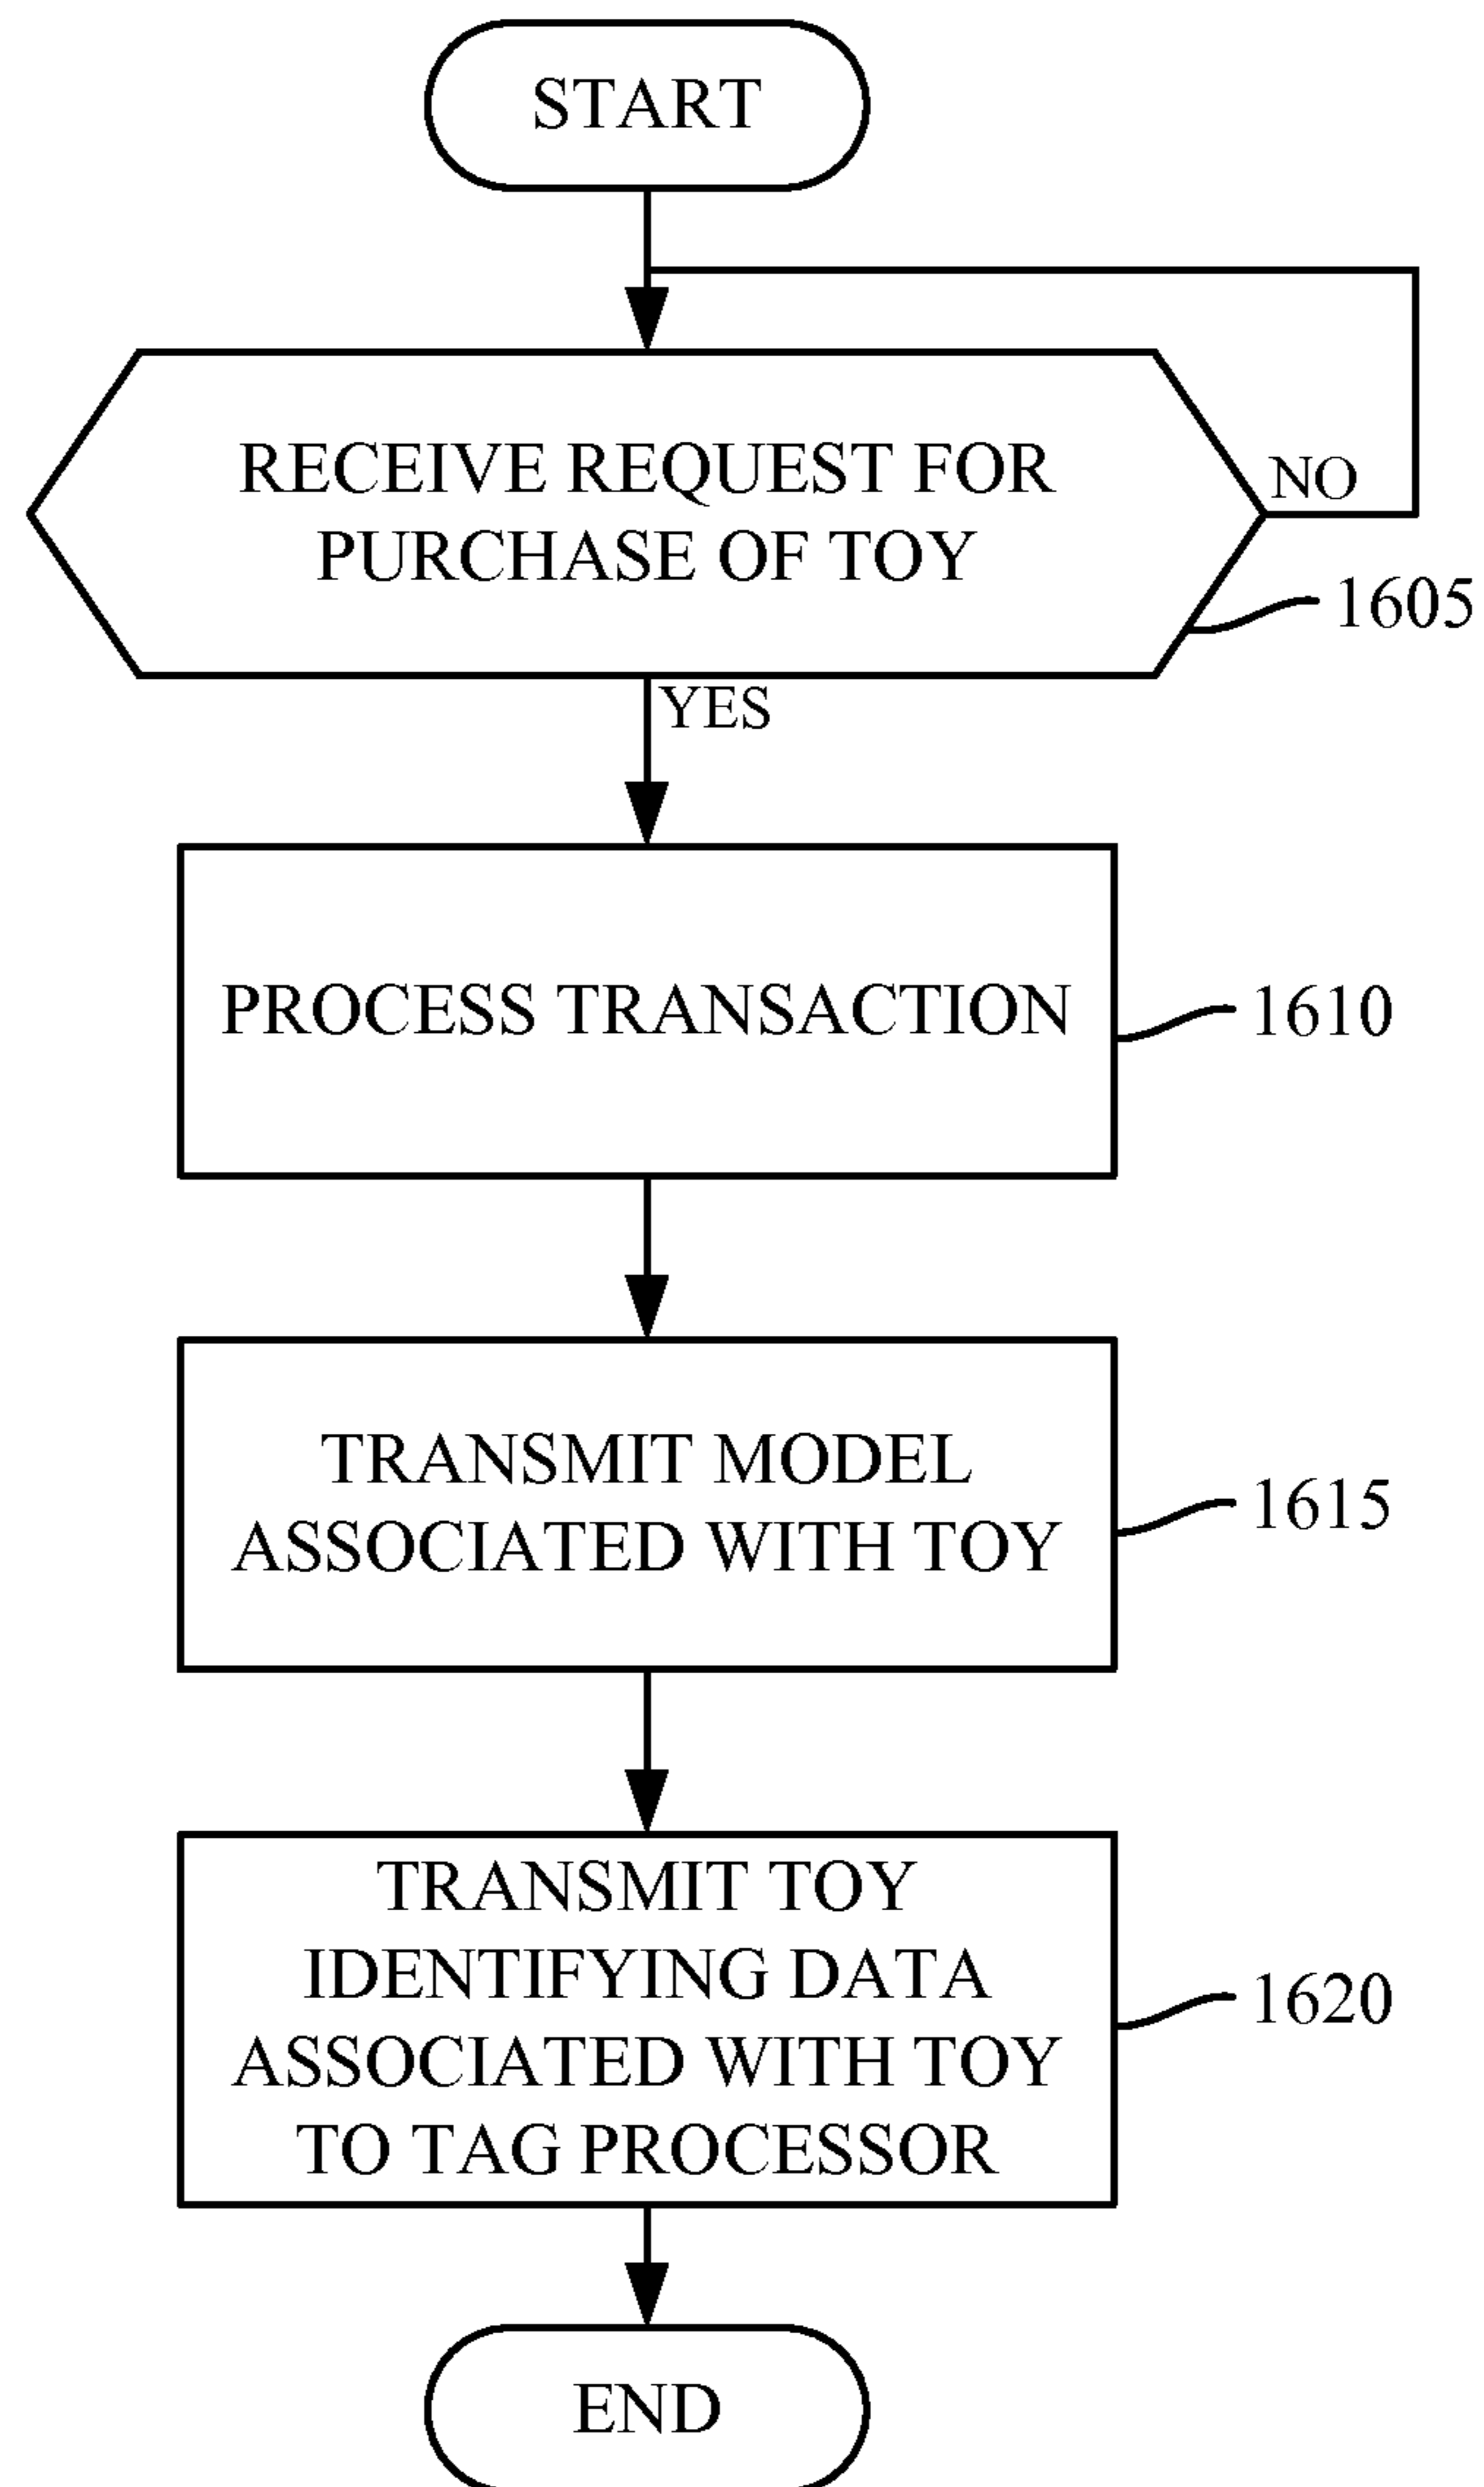 START
RECEIVE REQUEST FOR
PURCHASE OF TOY
NO
1605
YES
PROCESS TRANSACTION
1610
TRANSMIT MODEL
ASSOCIATED WITH TOY
1615
TRANSMIT TOY
IDENTIFYING DATA
ASSOCIATED WITH TOY
TO TAG PROCESSOR
1620
END